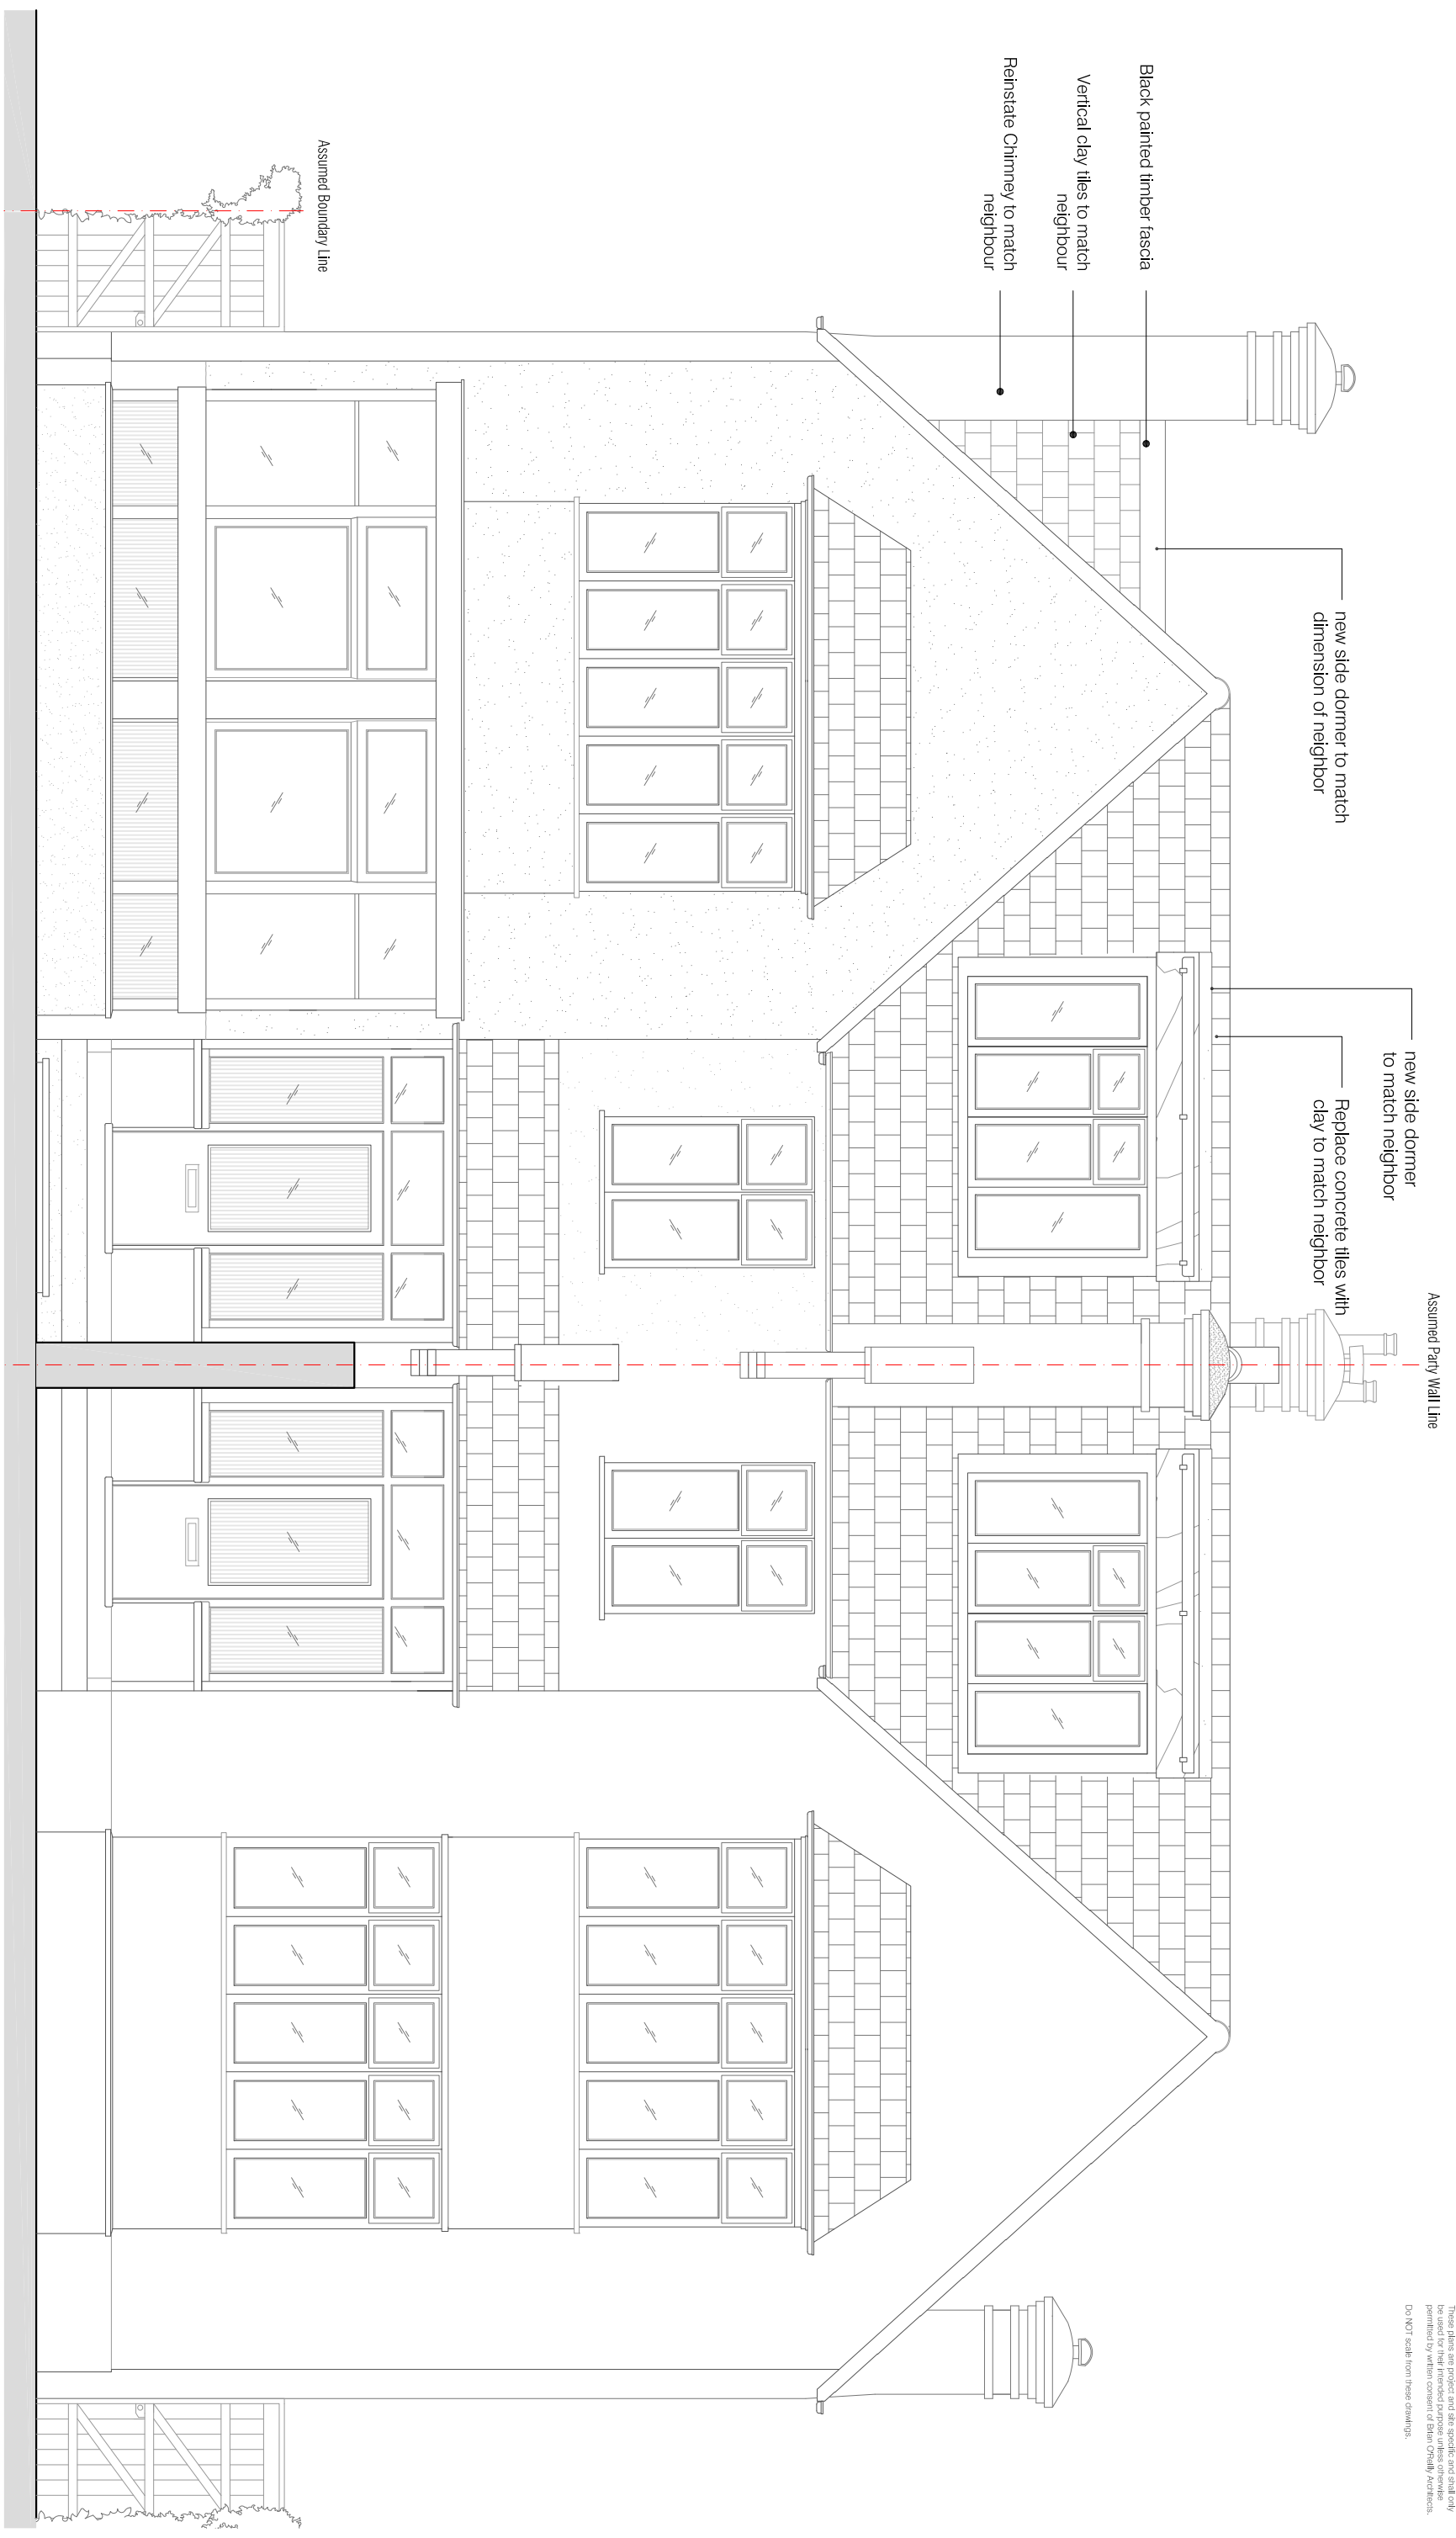 Black painted timber fascia
Vertical clay tiles to match
neighbour
Reinstate Chimney to match
neighbour
Assumed Boundary Line
new side dormer to match
dimension of neighbor
new side dormer
to match neighbor
Replace concrete tiles with
clay to match neighbor
Assumed Party Wall Line
These plans are project and site specific and shall only
be used for their intended purpose unless otherwise
permitted by written consent of Brian O'Reilly Architects.
Do NOT scale from these drawings.